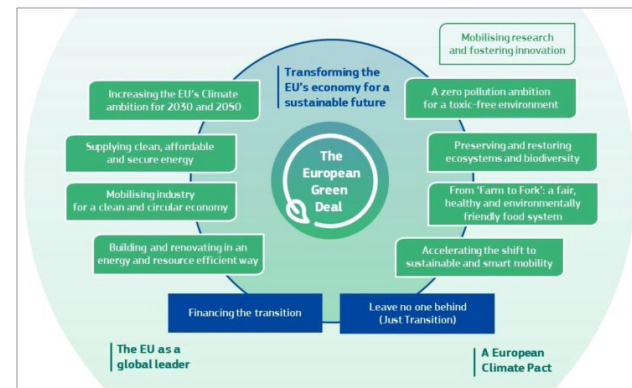 Mobilising research
and fostering innovation
Transforming the
EU's economy for a
sustainable future
Increasing the EU's Climate
ambition for 2030 and 2050
A zero pollution ambition
for a toxic-free environment
Supplying clean, affordable
and secure energy
The
European
Green
Deal
Preserving and restoring
ecosystems and biodiversity
Mobilising industry
for a clean and circular economy
From 'Farm to Fork': a fair,
healthy and environmentally
friendly food system
Building and renovating in an
energy and resource efficient way
Accelerating the shift to
sustainable and smart mobility
Financing the transition
Leave no one behind
(Just Transition)
The EU as a
global leader
A European
Climate Pact